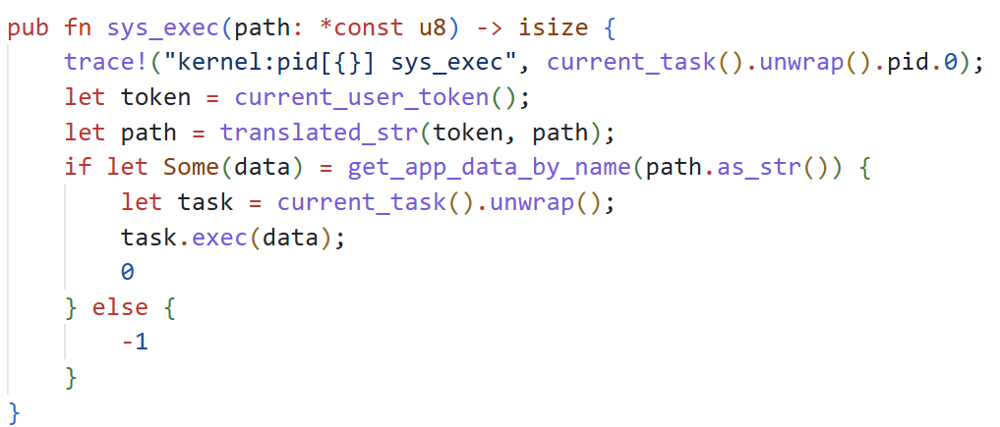 pub fn sys_exec(path: *const u8) -> isize {
    trace!("kernel:pid[{}] sys_exec", current_task().unwrap().pid.0);
    let token = current_user_token();
    let path = translated_str(token, path);
    if let Some(data) = get_app_data_by_name(path.as_str()) {
        let task = current_task().unwrap();
        task.exec(data);
        0
    } else {
        -1
    }
}